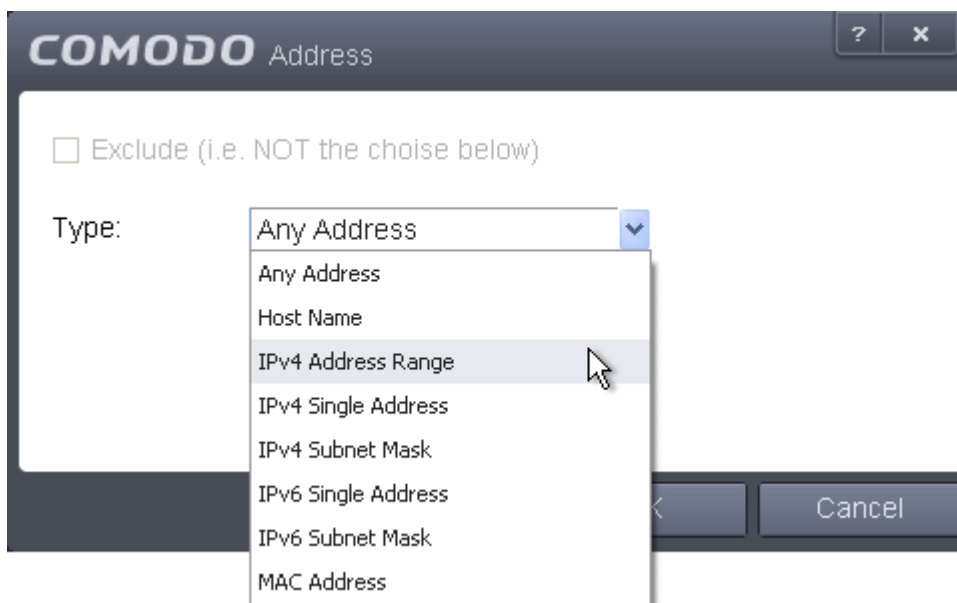 COMODO Address
? x
Exclude (i.e. NOT the choise below)
Type: Any Address
Any Address
Host Name
IPv4 Address Range
IPv4 Single Address
IPv4 Subnet Mask
IPv6 Single Address
IPv6 Subnet Mask
MAC Address
Cancel